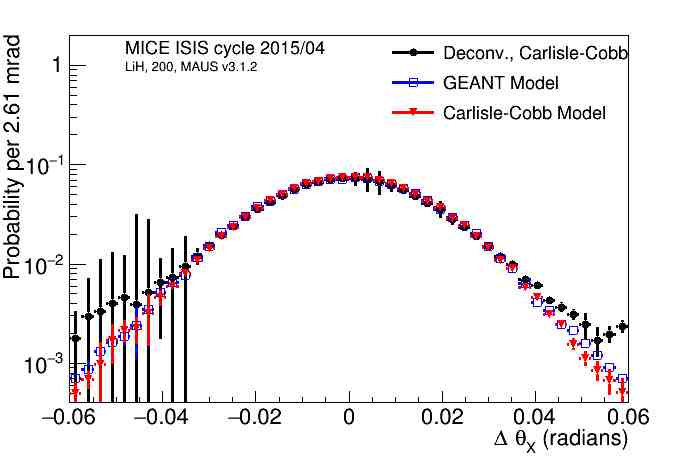 MICE ISIS cycle 2015/04
LiH, 200, MAUS v3.1.2
Deconv., Carlisle-Cobb
GEANT Model
Carlisle-Cobb Model
Probability per 2.61 mrad
1
10⁻¹
10⁻²
10⁻³
−0.06 −0.04 −0.02 0 0.02 0.04 0.06
Δ θX (radians)